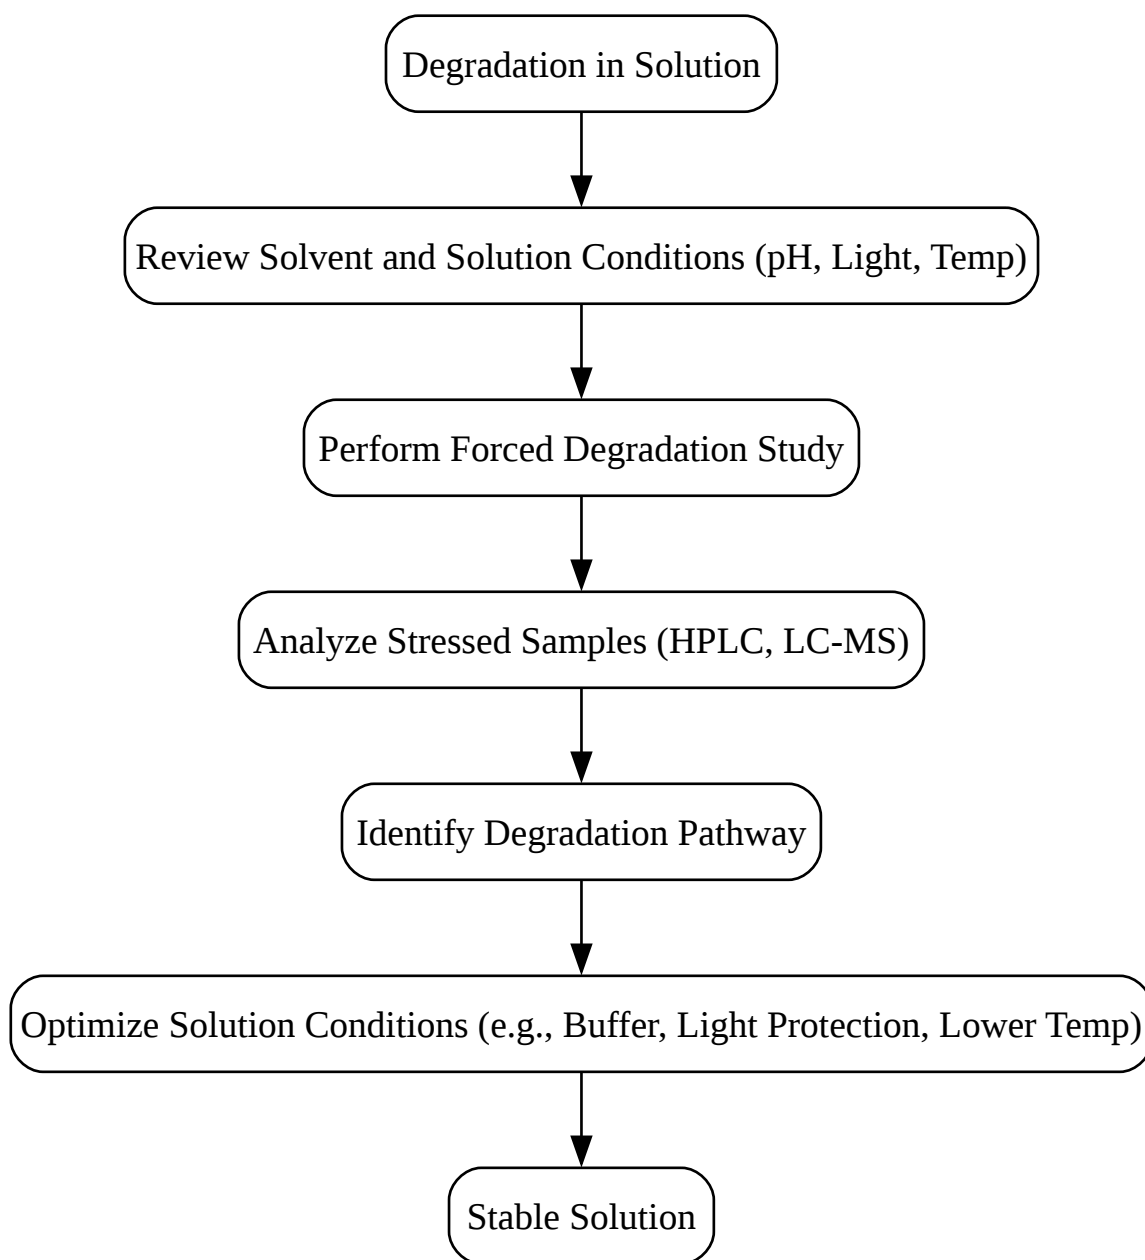 Degradation in Solution
Review Solvent and Solution Conditions (pH, Light, Temp)
Perform Forced Degradation Study
Analyze Stressed Samples (HPLC, LC-MS)
Identify Degradation Pathway
Optimize Solution Conditions (e.g., Buffer, Light Protection, Lower Temp)
Stable Solution